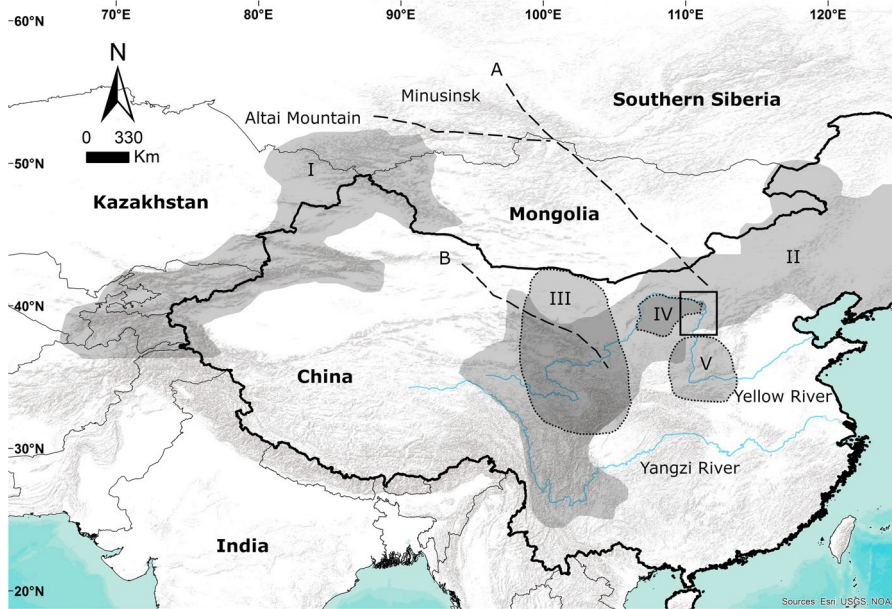 60°N
70°E
80°E
90°E
100°E
110°E
120°E
N
A
Minusinsk
Southern Siberia
Altai Mountain
0 330
Km
50°N
I
Kazakhstan
Mongolia
II
B
III
40°N
IV
V
China
Yellow River
30°N
Yangzi River
India
20°N
Sources: Esri, USGS, NOA